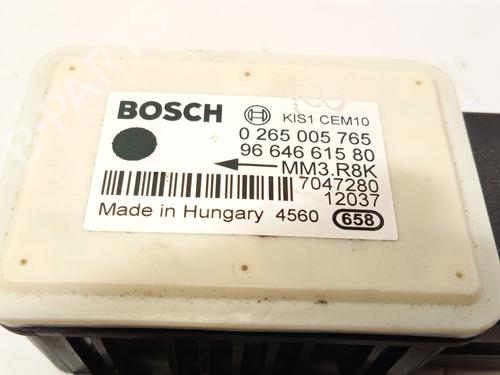 BOSCH KIS1 CEM10
0 265 005 765
96 646 615 80
MM3.R8K
7047280
12037
Made in Hungary 4560 658
B-PARTS